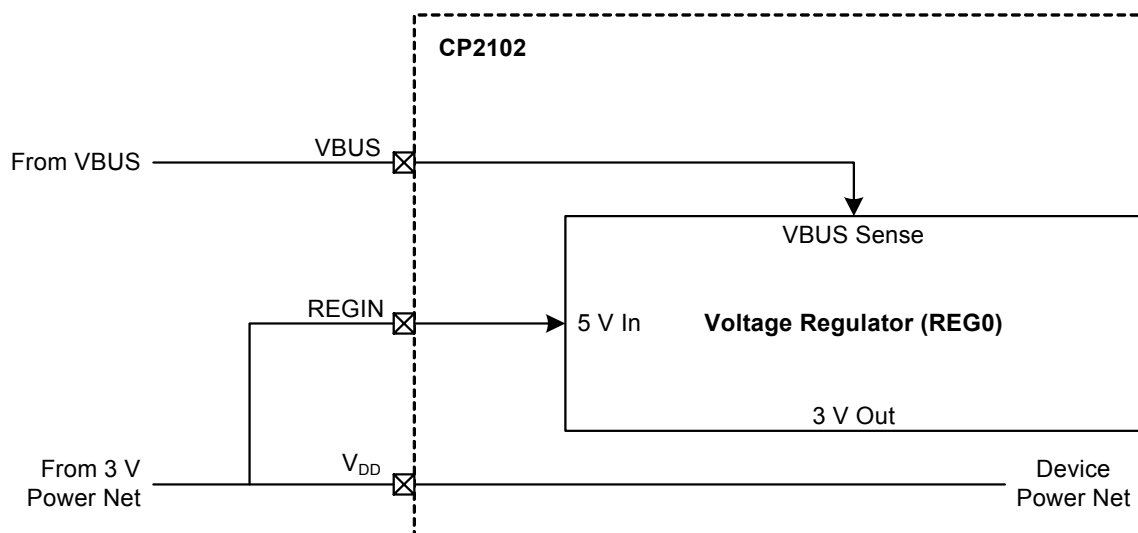 CP2102
VBUS
From VBUS
VBUS Sense
REGIN
5 V In
Voltage Regulator (REG0)
3 V Out
From 3 V
Power Net
VDD
Device
Power Net